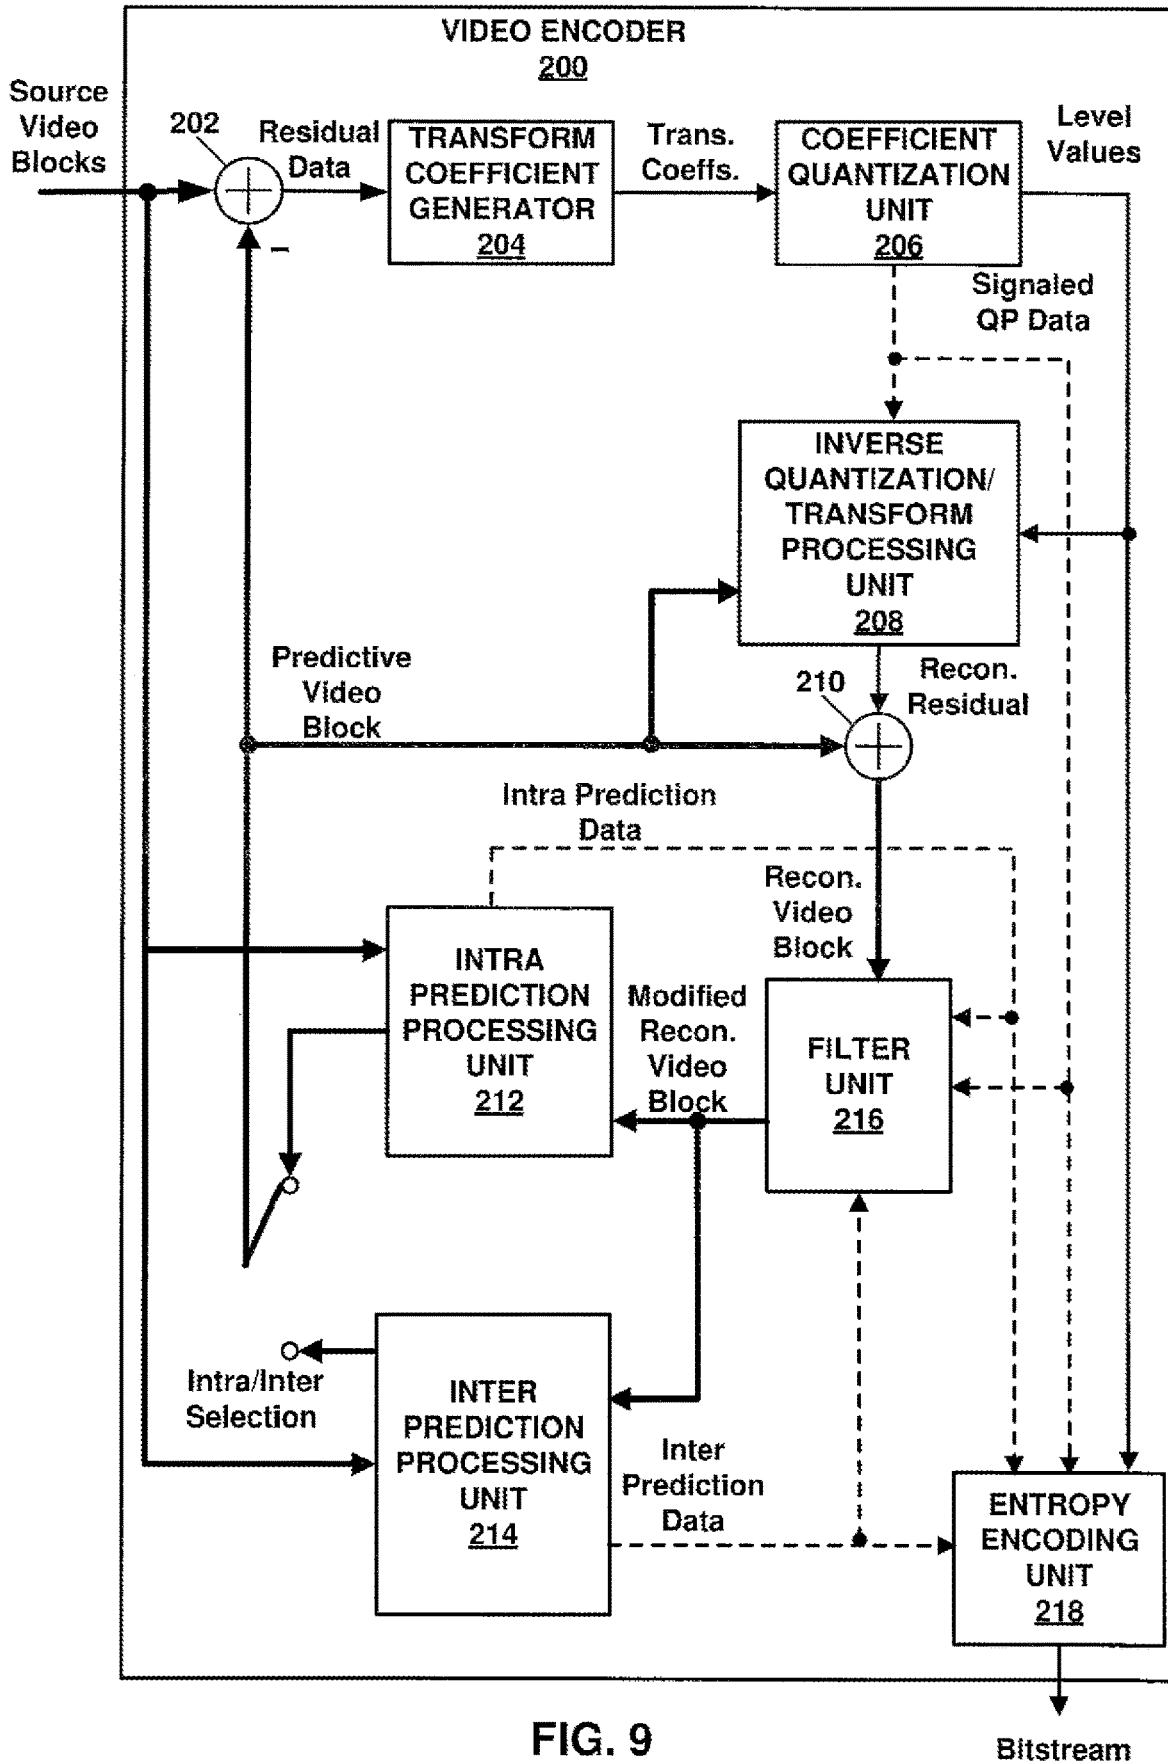 VIDEO ENCODER
200
Source
Video
Blocks
202
Residual
Data
TRANSFORM
COEFFICIENT
GENERATOR
204
Trans.
Coeffs.
COEFFICIENT
QUANTIZATION
UNIT
206
Level
Values
–
Signaled
QP Data
INVERSE
QUANTIZATION/
TRANSFORM
PROCESSING
UNIT
208
Predictive
Video
Block
210
Recon.
Residual
Intra Prediction
Data
Recon.
Video
Block
INTRA
PREDICTION
PROCESSING
UNIT
212
Modified
Recon.
Video
Block
FILTER
UNIT
216
Intra/Inter
Selection
INTER
PREDICTION
PROCESSING
UNIT
214
Inter
Prediction
Data
ENTROPY
ENCODING
UNIT
218
FIG. 9
Bitstream